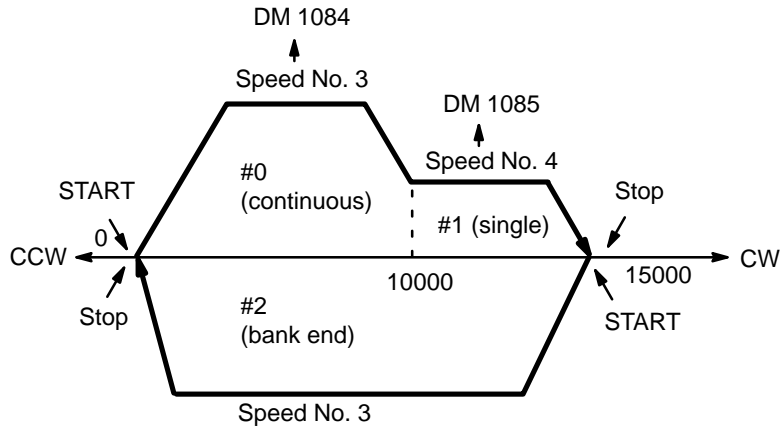 DM 1084
Speed No. 3
DM 1085
Speed No. 4
#0
(continuous)
START
Stop
#1 (single)
0
CCW
CW
10000
15000
Stop
#2
(bank end)
START
Speed No. 3